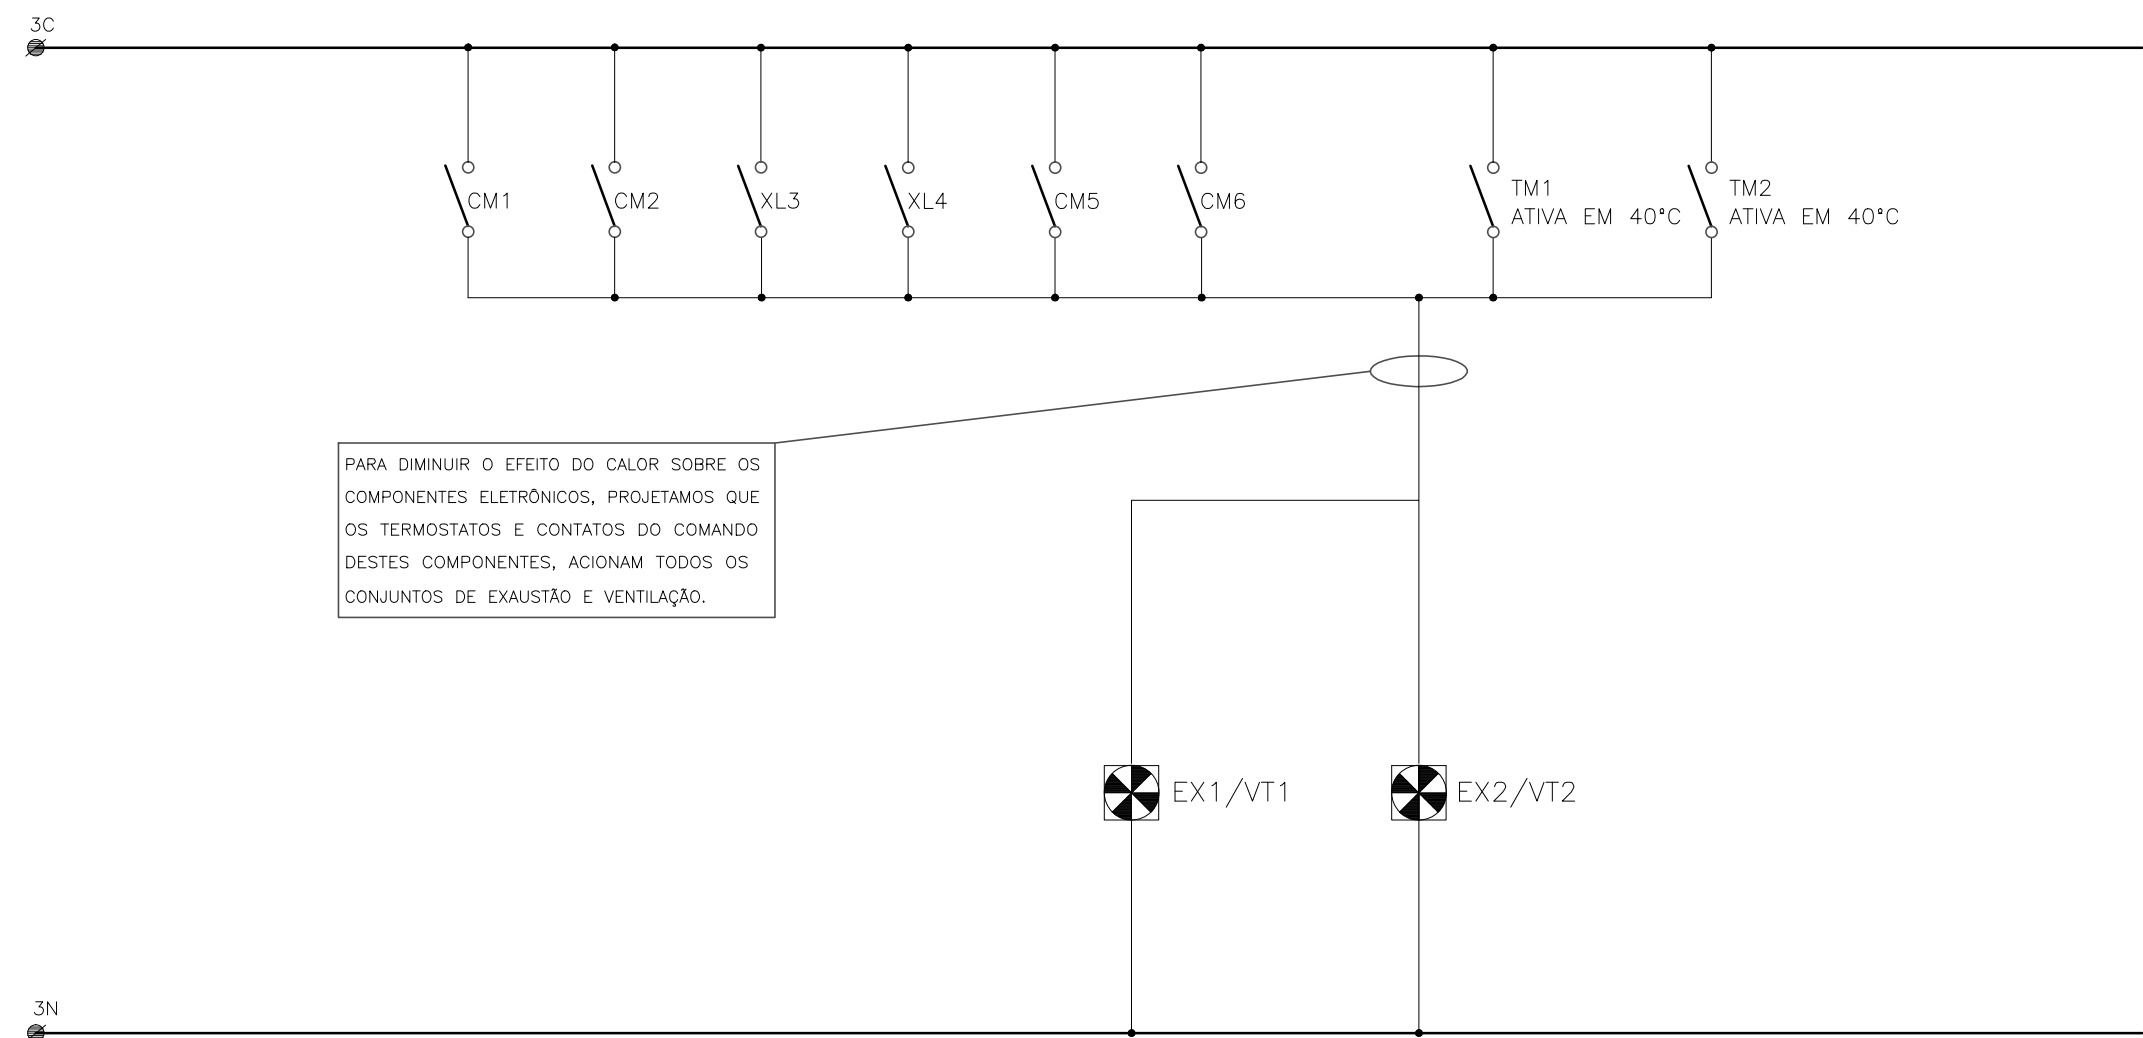 3C
CM1
CM2
XL3
XL4
CM5
CM6
TM1
ATIVA EM 40°C
TM2
ATIVA EM 40°C
PARA DIMINUIR O EFEITO DO CALOR SOBRE OS
COMPONENTES ELETRÔNICOS, PROJETAMOS QUE
OS TERMOSTATOS E CONTATOS DO COMANDO
DESTES COMPONENTES, ACIONAM TODOS OS
CONJUNTOS DE EXAUSTÃO E VENTILAÇÃO.
EX1/VT1
EX2/VT2
3N